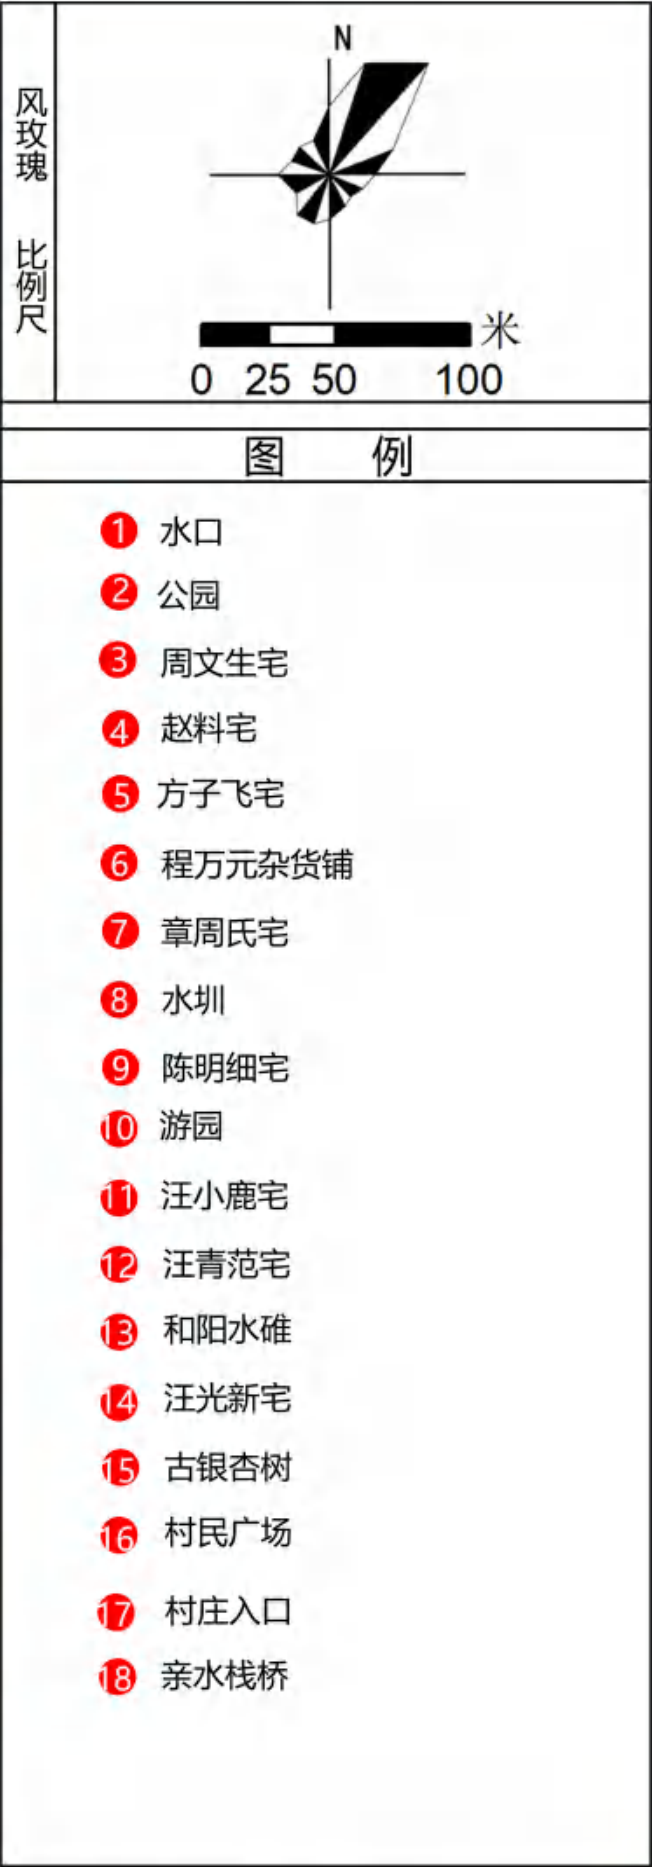 风玫瑰 比例尺
N
米
0 25 50 100
图 例
1 水口
2 公园
3 周文生宅
4 赵料宅
5 方子飞宅
6 程万元杂货铺
7 章周氏宅
8 水圳
9 陈明细宅
10 游园
11 汪小鹿宅
12 汪青范宅
13 和阳水碓
14 汪光新宅
15 古银杏树
16 村民广场
17 村庄入口
18 亲水栈桥